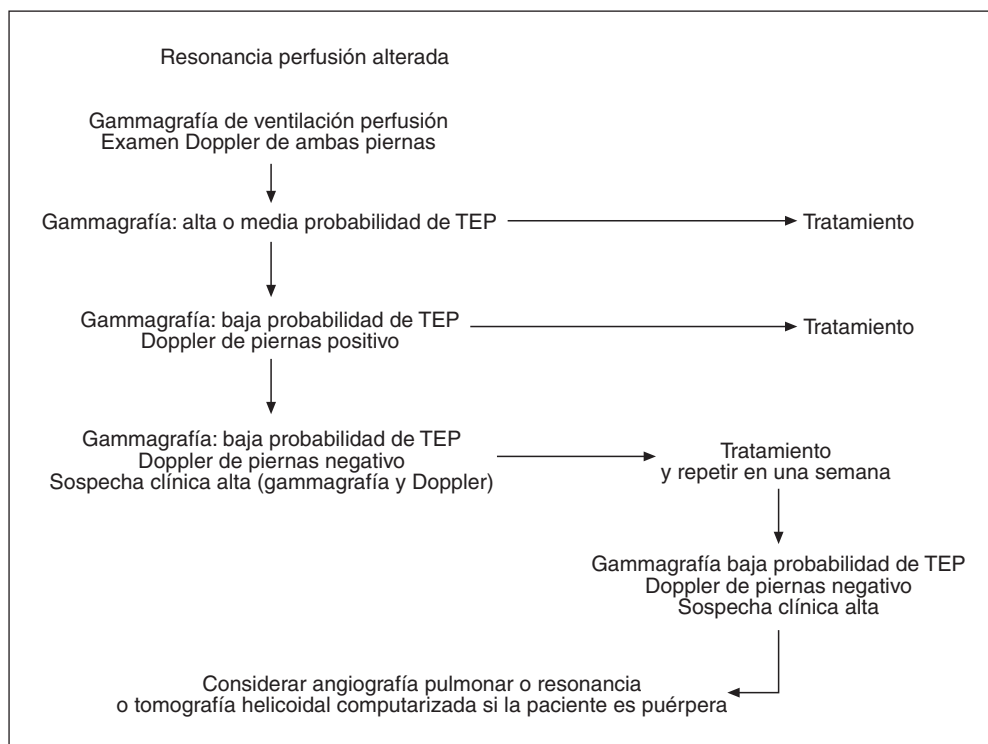 Resonancia perfusión alterada
Gammagrafía de ventilación perfusión
Examen Doppler de ambas piernas
Gammagrafía: alta o media probabilidad de TEP
Tratamiento
Gammagrafía: baja probabilidad de TEP
Doppler de piernas positivo
Tratamiento
Gammagrafía: baja probabilidad de TEP
Doppler de piernas negativo
Sospecha clínica alta (gammagrafía y Doppler)
Tratamiento
y repetir en una semana
Gammagrafía baja probabilidad de TEP
Doppler de piernas negativo
Sospecha clínica alta
Considerar angiografía pulmonar o resonancia
o tomografía helicoidal computarizada si la paciente es puérpera